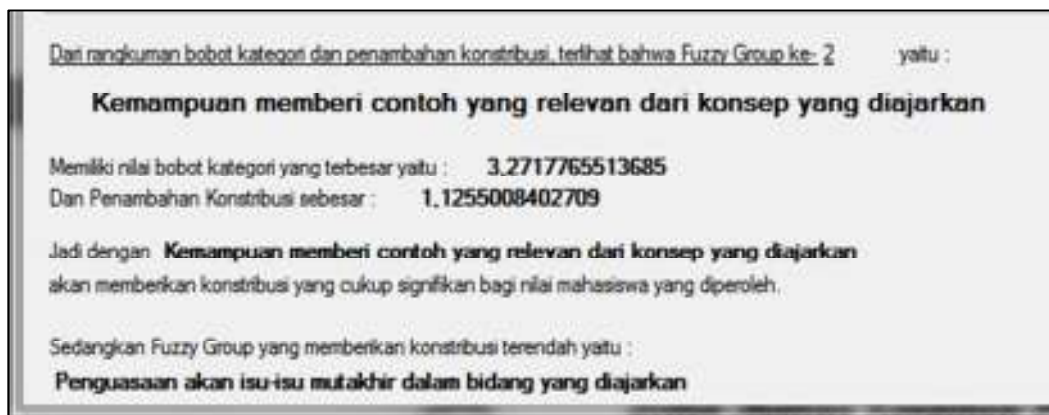 Dari rangkuman bobot kategori dan penambahan konstribusi, terlihat bahwa Fuzzy Group ke- 2 yaitu :
Kemampuan memberi contoh yang relevan dari konsep yang diajarkan
Memiliki nilai bobot kategori yang terbesar yaitu : 3.2717765513685
Dan Penambahan Konstribusi sebesar : 1.1255008402709
Jadi dengan Kemampuan memberi contoh yang relevan dari konsep yang diajarkan
akan memberikan konstribusi yang cukup signifikan bagi nilai mahasiswa yang diperoleh.
Sedangkan Fuzzy Group yang memberikan konstribusi terendah yaitu :
Penguasaan akan isu-isu mutakhir dalam bidang yang diajarkan